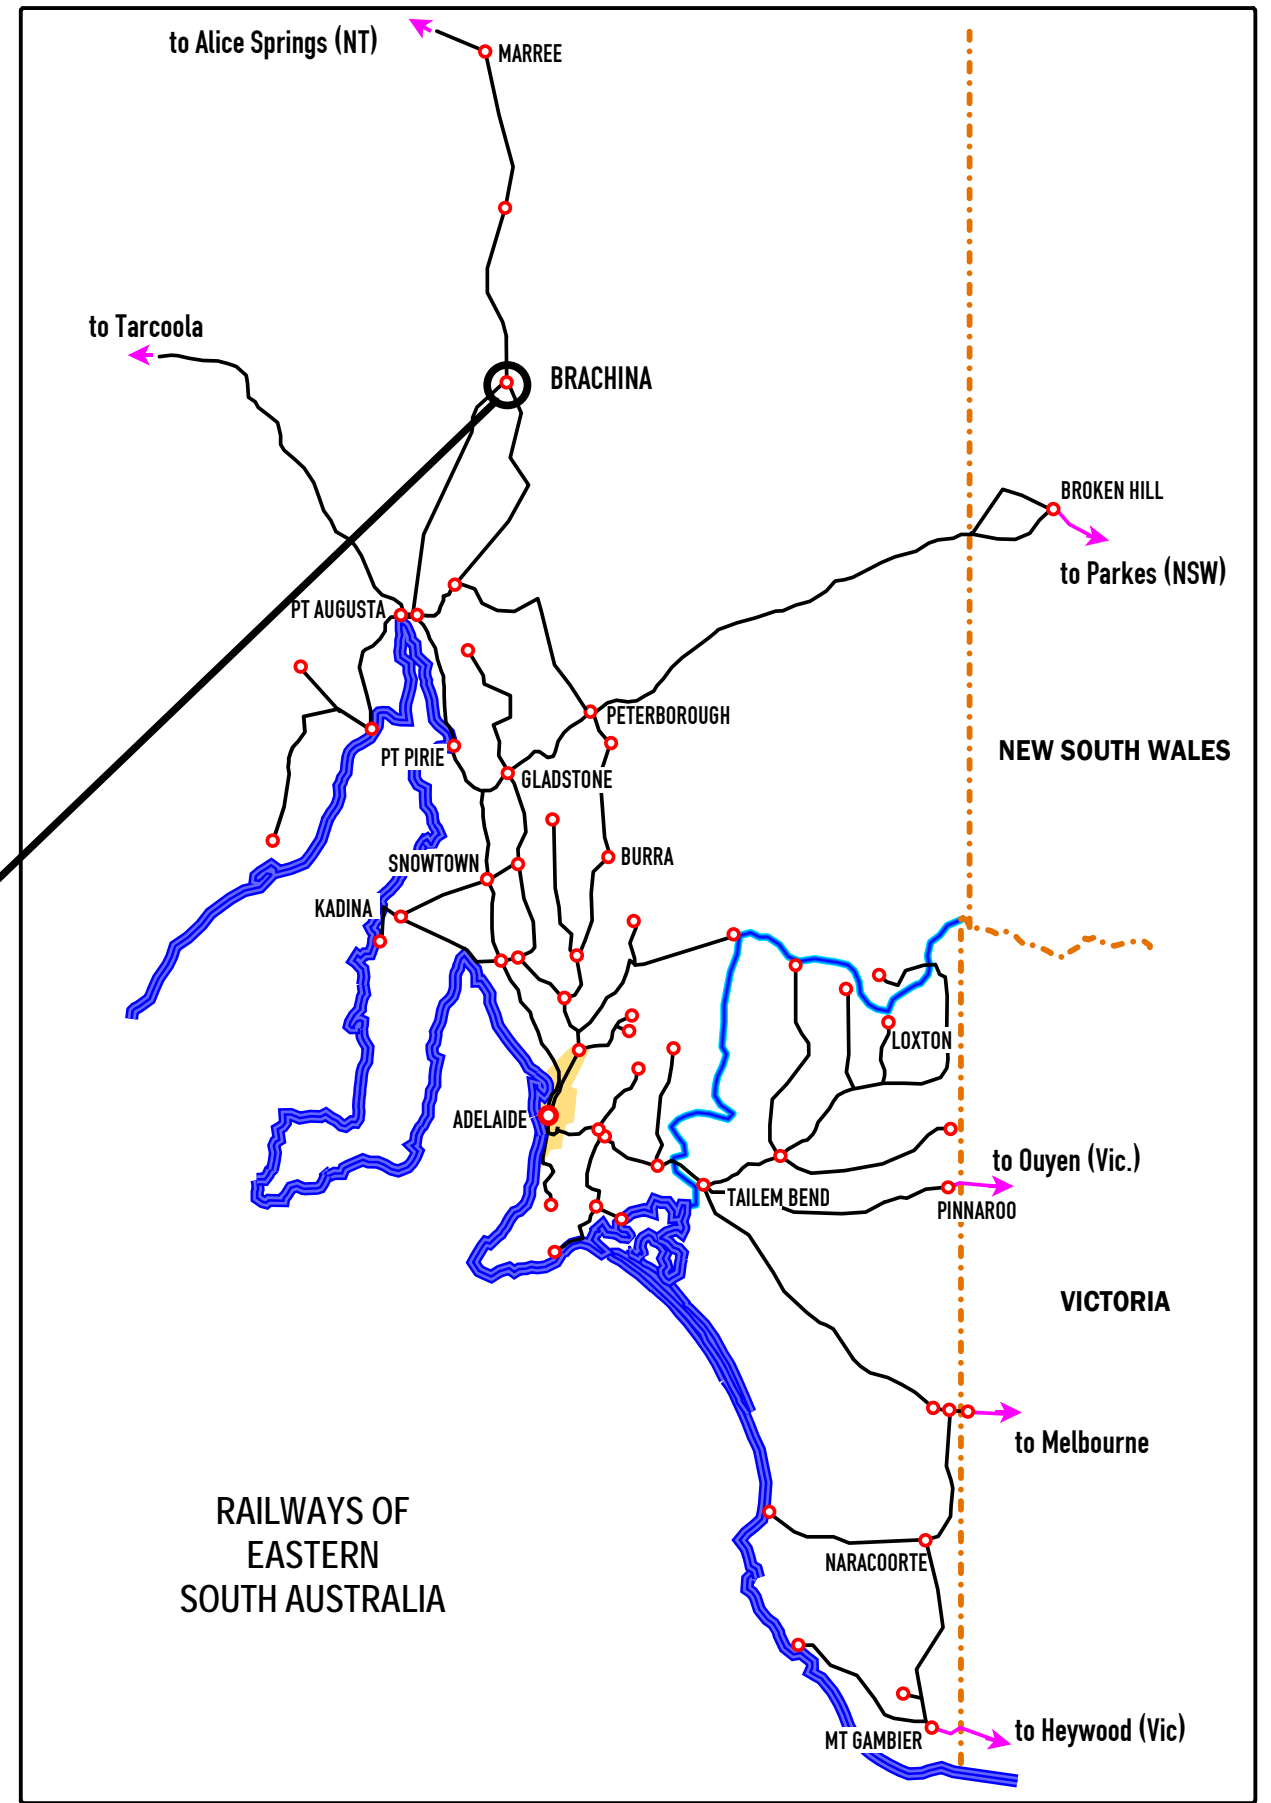 to Alice Springs (NT)
MARREE
to Tarcoola
BRACHINA
BROKEN HILL
to Parkes (NSW)
PT AUGUSTA
PETERBOROUGH
NEW SOUTH WALES
PT PIRIE
GLADSTONE
SNOWTOWN
BURRA
KADINA
LOXTON
ADELAIDE
to Ouyen (Vic.)
TAILEM BEND
PINNAROO
VICTORIA
to Melbourne
RAILWAYS OF
EASTERN
SOUTH AUSTRALIA
NARACOORTE
to Heywood (Vic)
MT GAMBIER